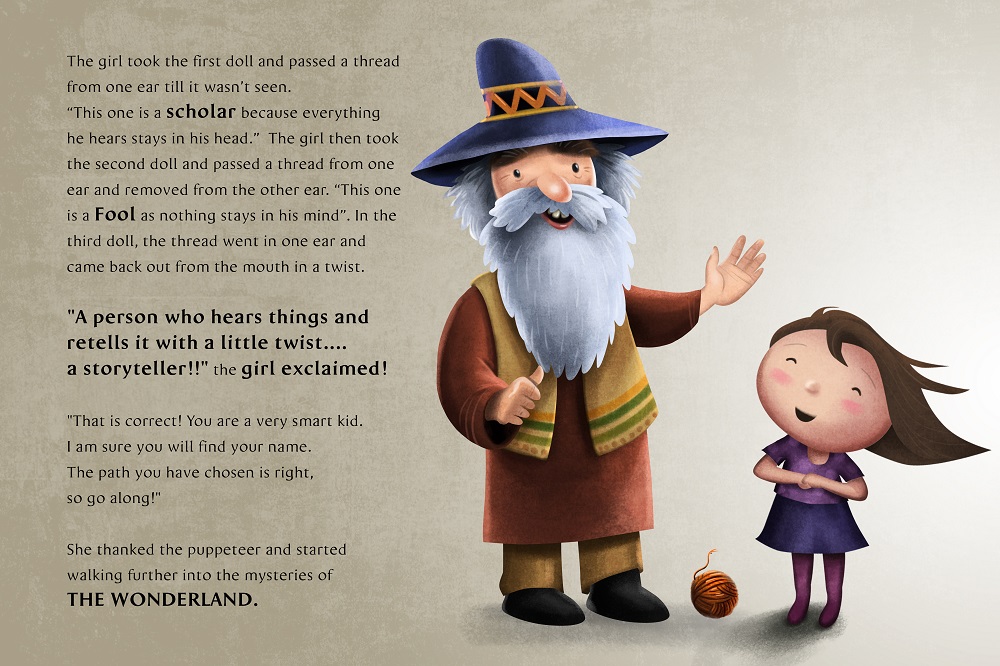 The girl took the first doll and passed a thread
from one ear till it wasn't seen.
“This one is a scholar because everything
he hears stays in his head.” The girl then took
the second doll and passed a thread from one
ear and removed from the other ear. “This one
is a Fool as nothing stays in his mind”. In the
third doll, the thread went in one ear and
came back out from the mouth in a twist.
"A person who hears things and
retells it with a little twist....
a storyteller!!" the girl exclaimed!
"That is correct! You are a very smart kid.
I am sure you will find your name.
The path you have chosen is right,
so go along!"
She thanked the puppeteer and started
walking further into the mysteries of
THE WONDERLAND.